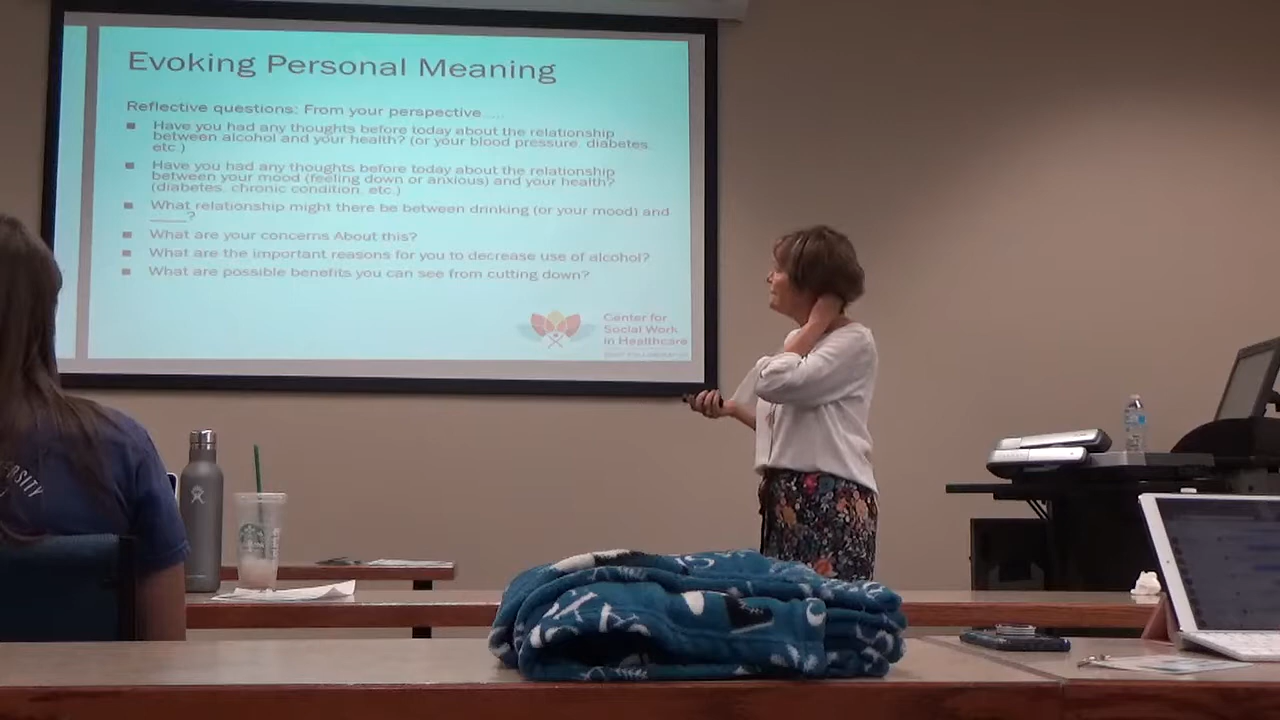 Evoking Personal Meaning
Reflective questions: From your perspective.....
Have you had any thoughts before today about the relationship
between alcohol and your health? (or your blood pressure, diabetes,
etc.)
Have you had any thoughts before today about the relationship
between your mood (feeling down or anxious) and your health?
(diabetes, chronic condition, etc.)
What relationship might there be between drinking (or your mood) and
_____?
What are your concerns About this?
What are the important reasons for you to decrease use of alcohol?
What are possible benefits you can see from cutting down?
Center for
Social Work
in Healthcare
RSITY